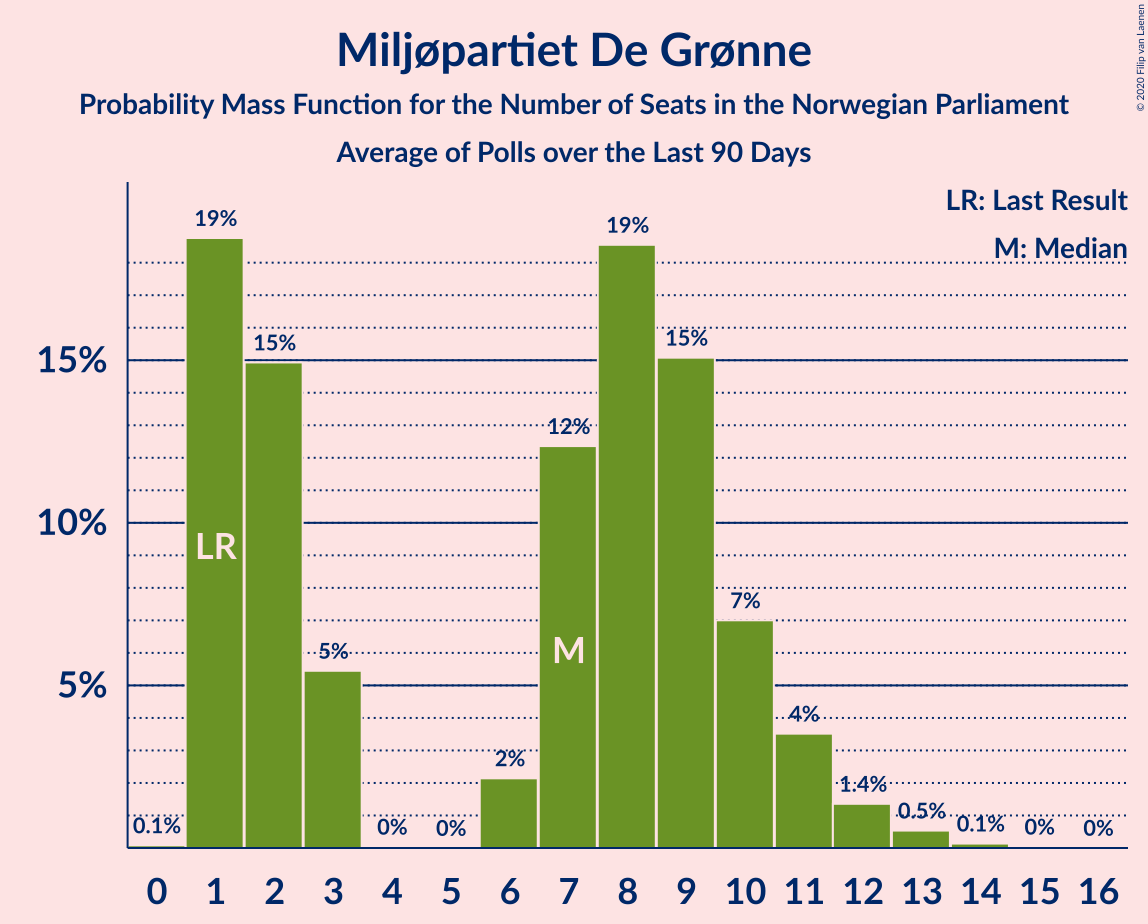 Miljøpartiet De Grønne
Probability Mass Function for the Number of Seats in the Norwegian Parliament
Average of Polls over the Last 90 Days
© 2020 Filip van Laenen
LR: Last Result
M: Median
15%
10%
5%
0.1%
19%
15%
5%
0%
0%
2%
12%
19%
15%
7%
4%
1.4%
0.5%
0.1%
0%
0%
LR
M
0 1 2 3 4 5 6 7 8 9 10 11 12 13 14 15 16